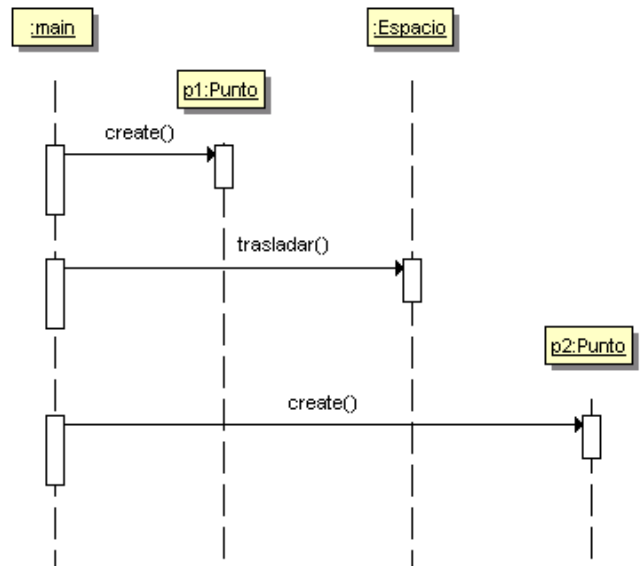 :main
:Espacio
p1:Punto
create()
trasladar()
p2:Punto
create()